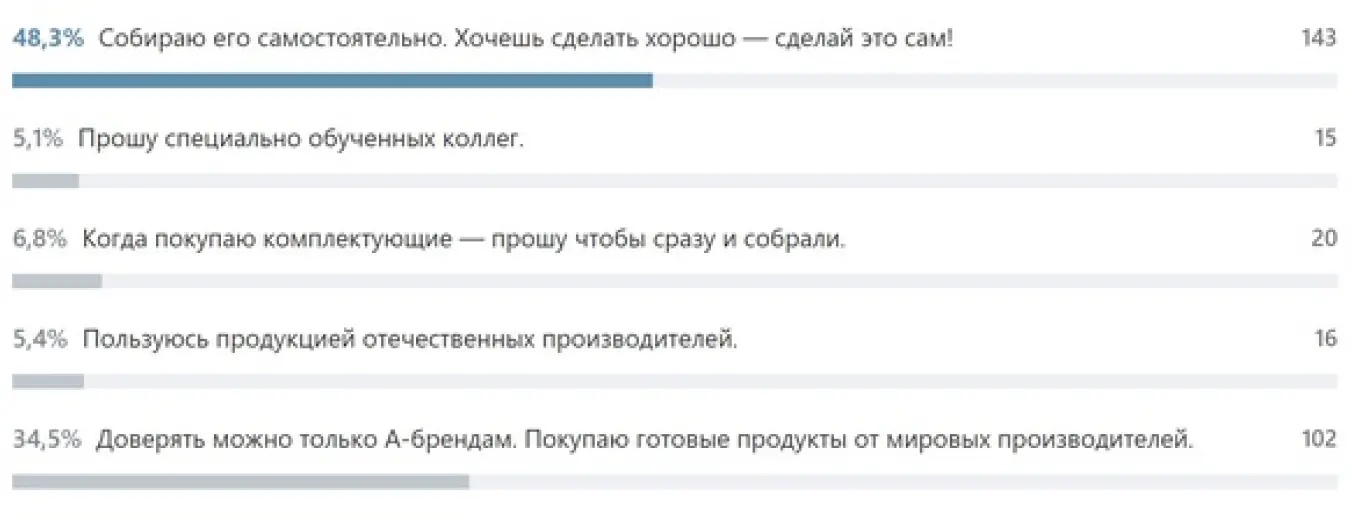 48,3% Собираю его самостоятельно. Хочешь сделать хорошо — сделай это сам! 143
5,1% Прошу специально обученных коллег. 15
6,8% Когда покупаю комплектующие — прошу чтобы сразу и собрали. 20
5,4% Пользуюсь продукцией отечественных производителей. 16
34,5% Доверять можно только А-брендам. Покупаю готовые продукты от мировых производителей. 102